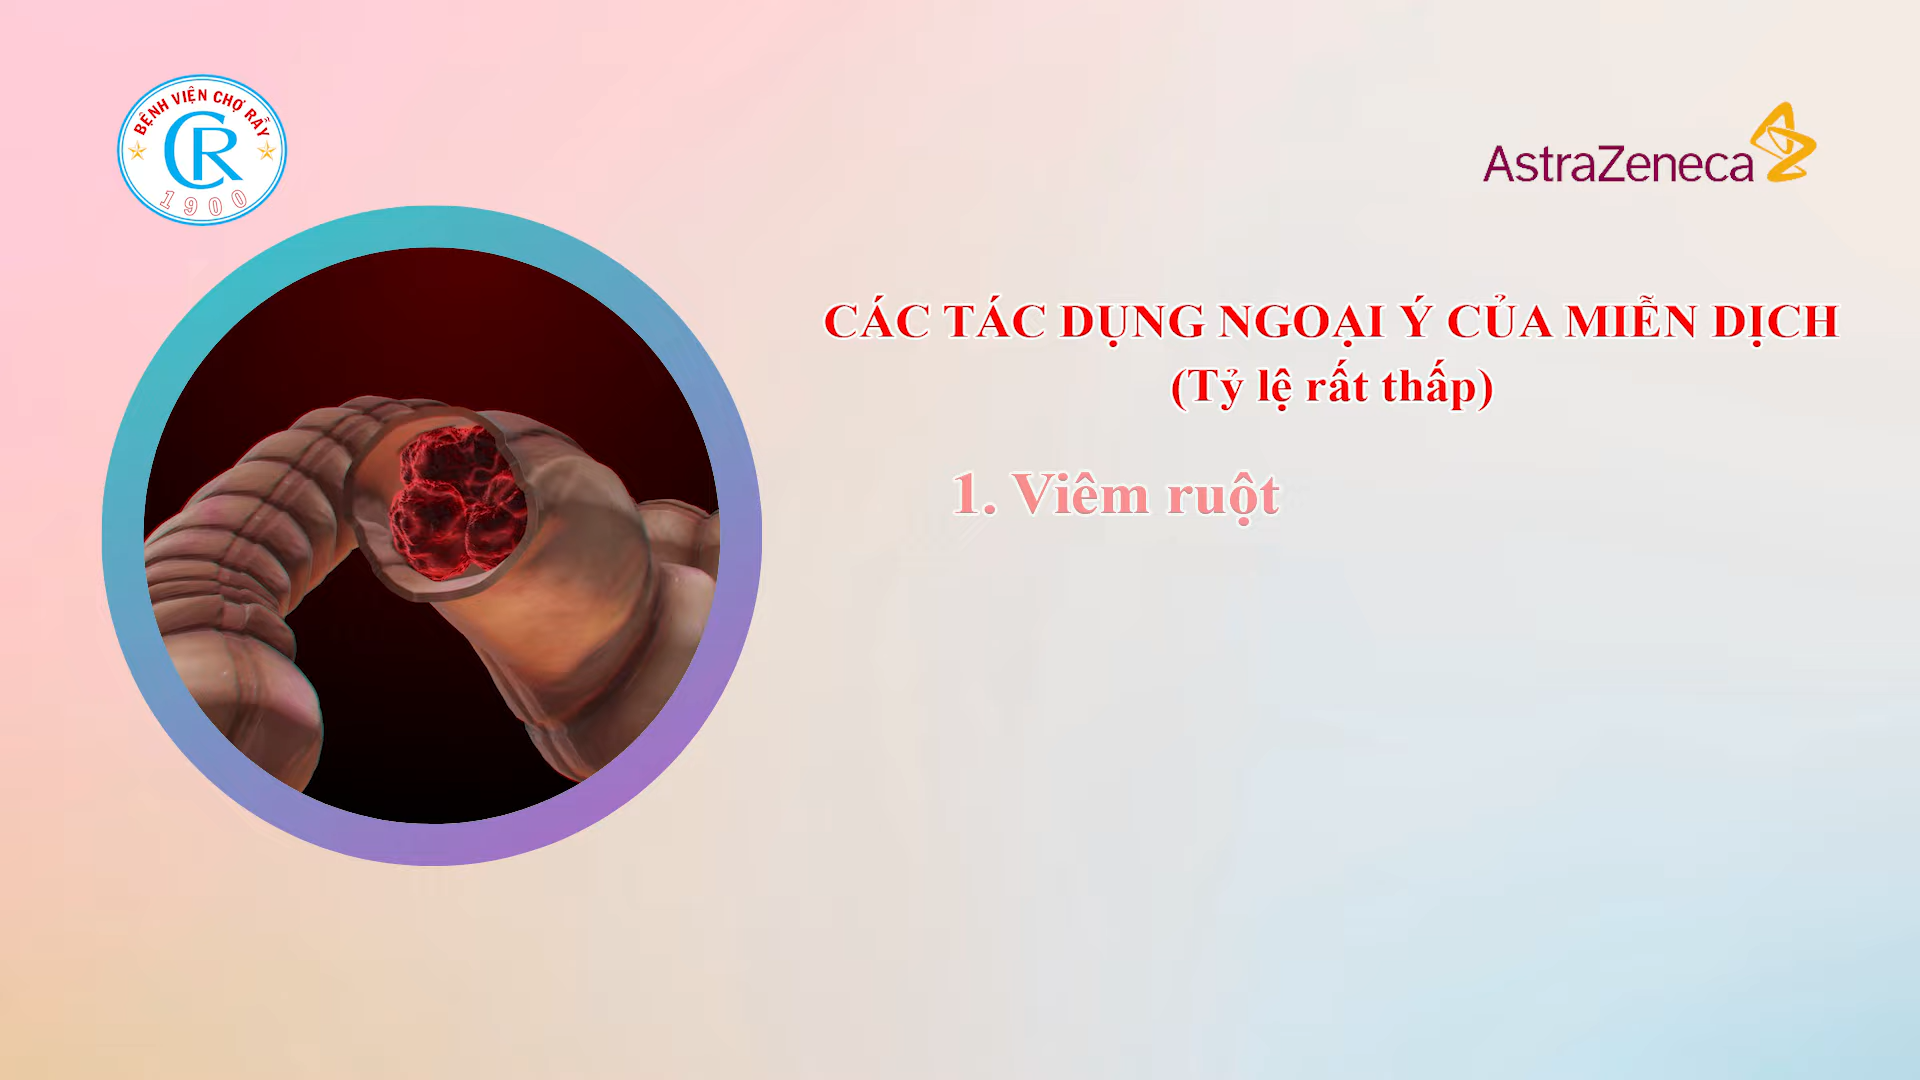 BỆNH VIỆN CHỢ RẪY
CR
1900
AstraZeneca
CÁC TÁC DỤNG NGOẠI Ý CỦA MIỄN DỊCH
(Tỷ lệ rất thấp)
1. Viêm ruột